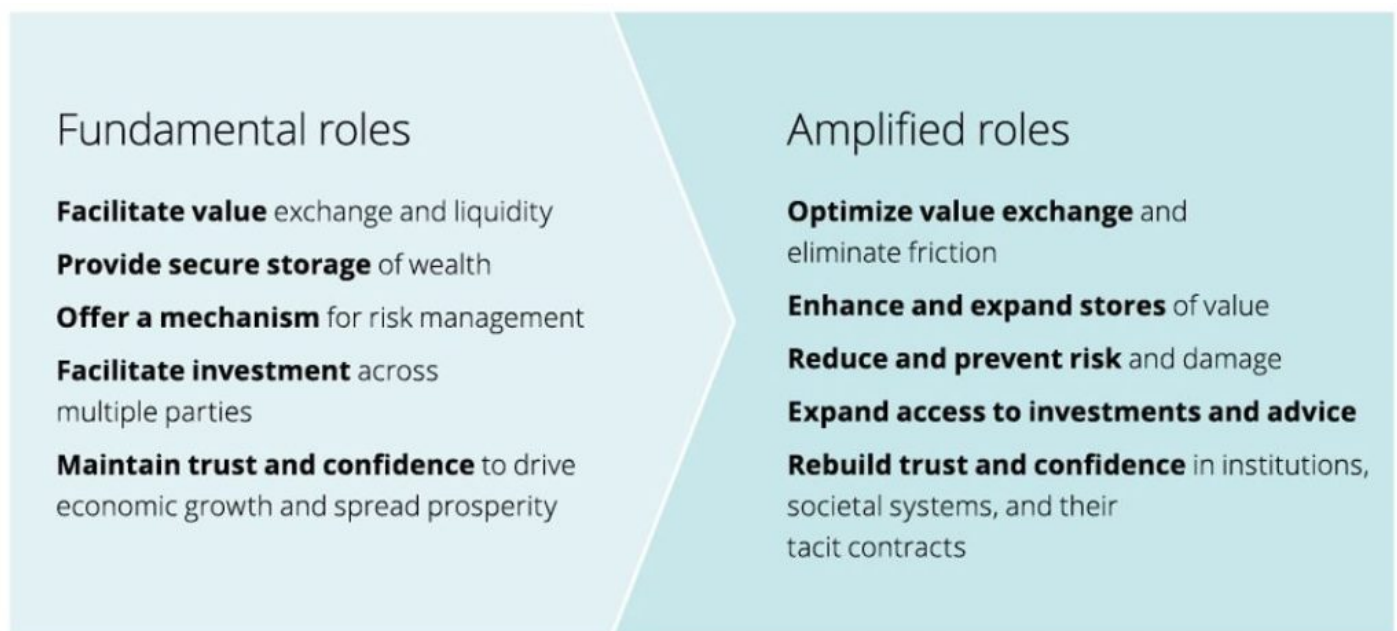 Fundamental roles
Facilitate value exchange and liquidity
Provide secure storage of wealth
Offer a mechanism for risk management
Facilitate investment across
multiple parties
Maintain trust and confidence to drive
economic growth and spread prosperity
Amplified roles
Optimize value exchange and
eliminate friction
Enhance and expand stores of value
Reduce and prevent risk and damage
Expand access to investments and advice
Rebuild trust and confidence in institutions,
societal systems, and their
tacit contracts